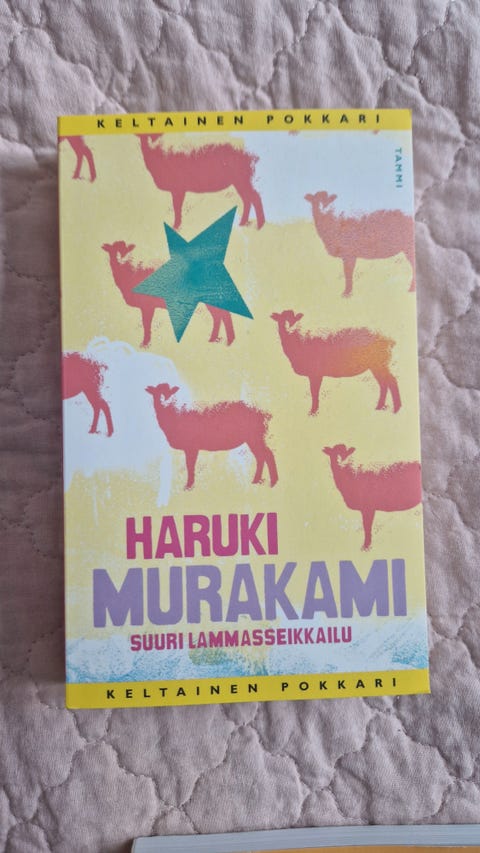 KELTAINEN POKKARI
TAMMI
HARUKI
MURAKAMI
SUURI LAMMASSEIKKAILU
KELTAINEN POKKARI